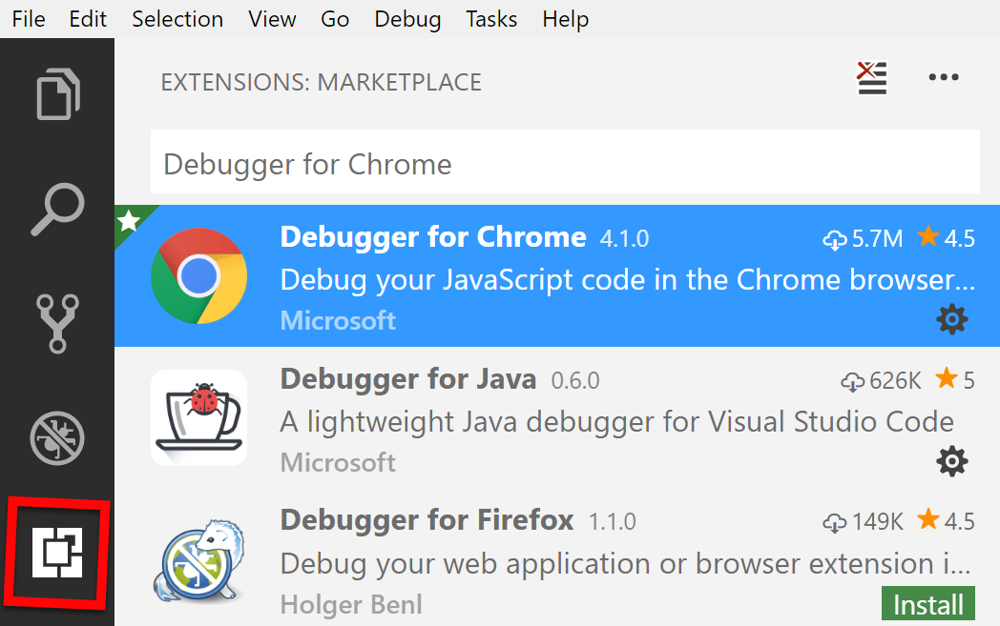 File Edit Selection View Go Debug Tasks Help
EXTENSIONS: MARKETPLACE
Debugger for Chrome
Debugger for Chrome 4.1.0 5.7M 4.5
Debug your JavaScript code in the Chrome browser...
Microsoft
Debugger for Java 0.6.0 626K 5
A lightweight Java debugger for Visual Studio Code
Microsoft
Debugger for Firefox 1.1.0 149K 4.5
Debug your web application or browser extension i...
Holger Benl Install